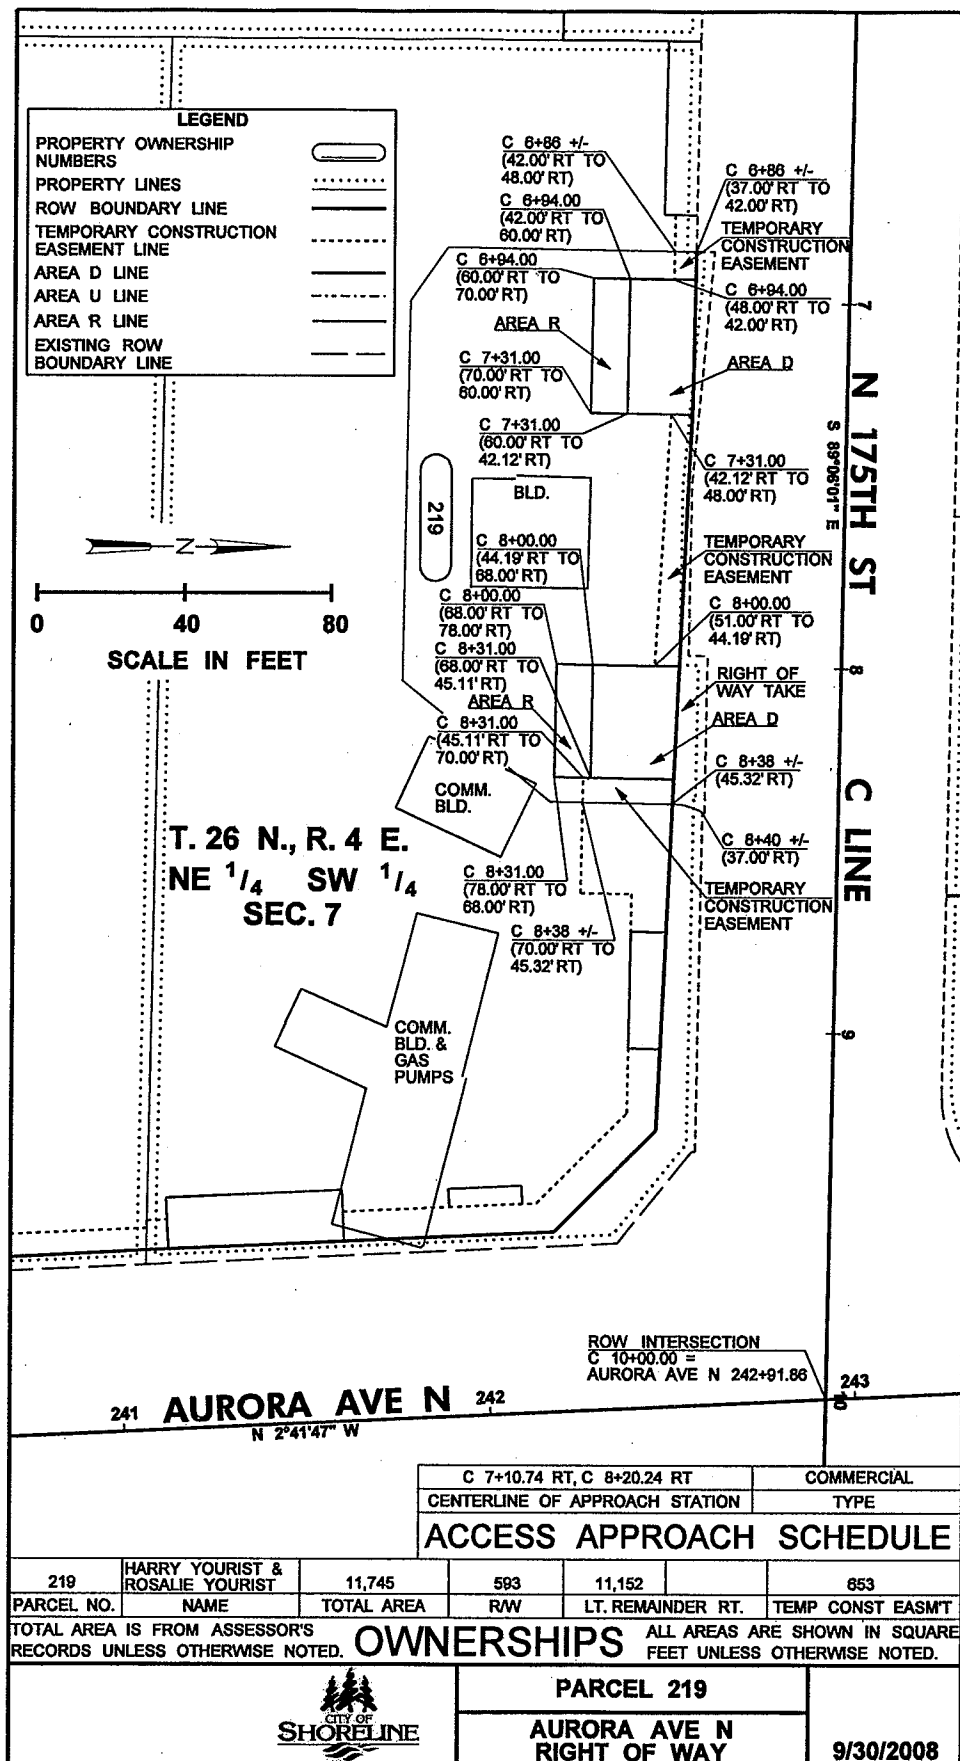 LEGEND
PROPERTY OWNERSHIP
NUMBERS
PROPERTY LINES
ROW BOUNDARY LINE
TEMPORARY CONSTRUCTION
EASEMENT LINE
AREA D LINE
AREA U LINE
AREA R LINE
EXISTING ROW
BOUNDARY LINE
C 6+86 +/-
(42.00' RT TO
48.00' RT)
C 6+94.00
(42.00' RT TO
60.00' RT)
C 6+94.00
(60.00' RT TO
70.00' RT)
AREA R
C 7+31.00
(70.00' RT TO
60.00' RT)
C 7+31.00
(60.00' RT TO
42.12' RT)
C 6+86 +/-
(37.00' RT TO
42.00' RT)
TEMPORARY
CONSTRUCTION
EASEMENT
C 6+94.00
(48.00' RT TO
42.00' RT)
AREA D
C 7+31.00
(42.12' RT TO
48.00' RT)
TEMPORARY
CONSTRUCTION
EASEMENT
C 8+00.00
(51.00' RT TO
44.19' RT)
RIGHT OF
WAY TAKE
AREA D
C 8+38 +/-
(45.32' RT)
C 8+40 +/-
(37.00' RT)
TEMPORARY
CONSTRUCTION
EASEMENT
7
8
9
10
N 175TH ST
S 89°06'01" E
C LINE
219
BLD.
C 8+00.00
(44.19' RT TO
68.00' RT)
C 8+00.00
(68.00' RT TO
78.00' RT)
C 8+31.00
(68.00' RT TO
45.11' RT)
AREA R
C 8+31.00
(45.11' RT TO
70.00' RT)
COMM.
BLD.
C 8+31.00
(78.00' RT TO
68.00' RT)
C 8+38 +/-
(70.00' RT TO
45.32' RT)
N
0 40 80
SCALE IN FEET
T. 26 N., R. 4 E.
NE 1/4 SW 1/4
SEC. 7
COMM.
BLD. &
GAS
PUMPS
ROW INTERSECTION
C 10+00.00 =
AURORA AVE N 242+91.86
241 AURORA AVE N 242 243
N 2°41'47" W
C 7+10.74 RT, C 8+20.24 RT COMMERCIAL
CENTERLINE OF APPROACH STATION TYPE
ACCESS APPROACH SCHEDULE
219 HARRY YOURIST & ROSALIE YOURIST 11,745 593 11,152 653
PARCEL NO. NAME TOTAL AREA R/W LT. REMAINDER RT. TEMP CONST EASM'T
TOTAL AREA IS FROM ASSESSOR'S
RECORDS UNLESS OTHERWISE NOTED.
OWNERSHIPS
ALL AREAS ARE SHOWN IN SQUARE
FEET UNLESS OTHERWISE NOTED.
CITY OF
SHORELINE
PARCEL 219
AURORA AVE N
RIGHT OF WAY
9/30/2008